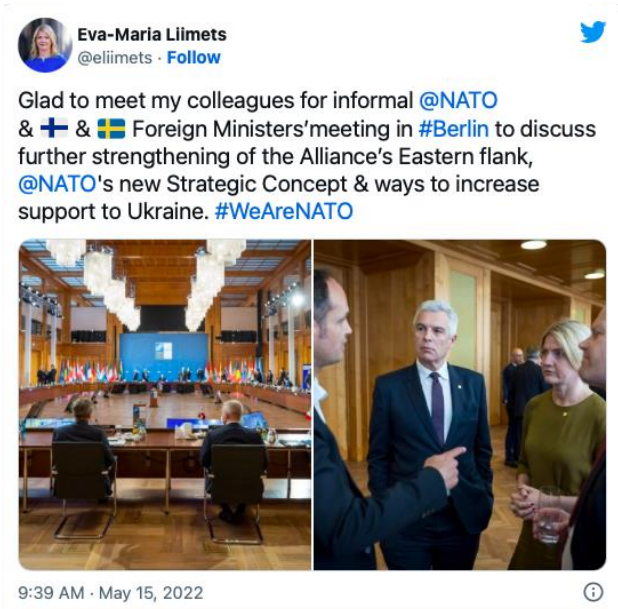 Eva-Maria Liimets
@eliimets · Follow
Glad to meet my colleagues for informal @NATO
& 🇫🇮 & 🇸🇪 Foreign Ministers'meeting in #Berlin to discuss
further strengthening of the Alliance's Eastern flank,
@NATO's new Strategic Concept & ways to increase
support to Ukraine. #WeAreNATO
9:39 AM · May 15, 2022